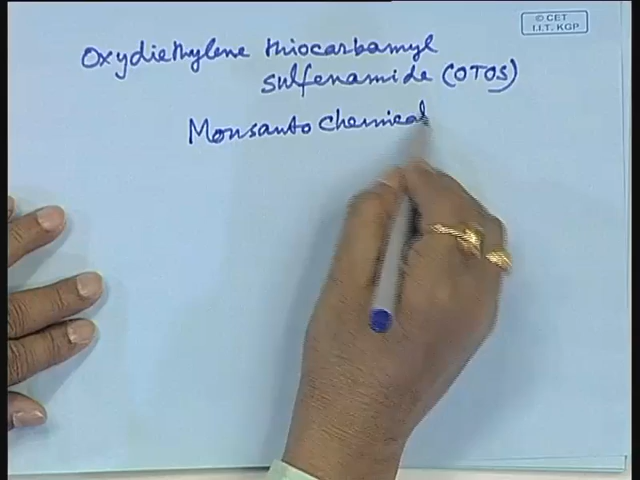 © CET
I.I.T. KGP
Oxydiethylene thiocarbamyl
sulfenamide (OTOS)
Monsanto Chemical